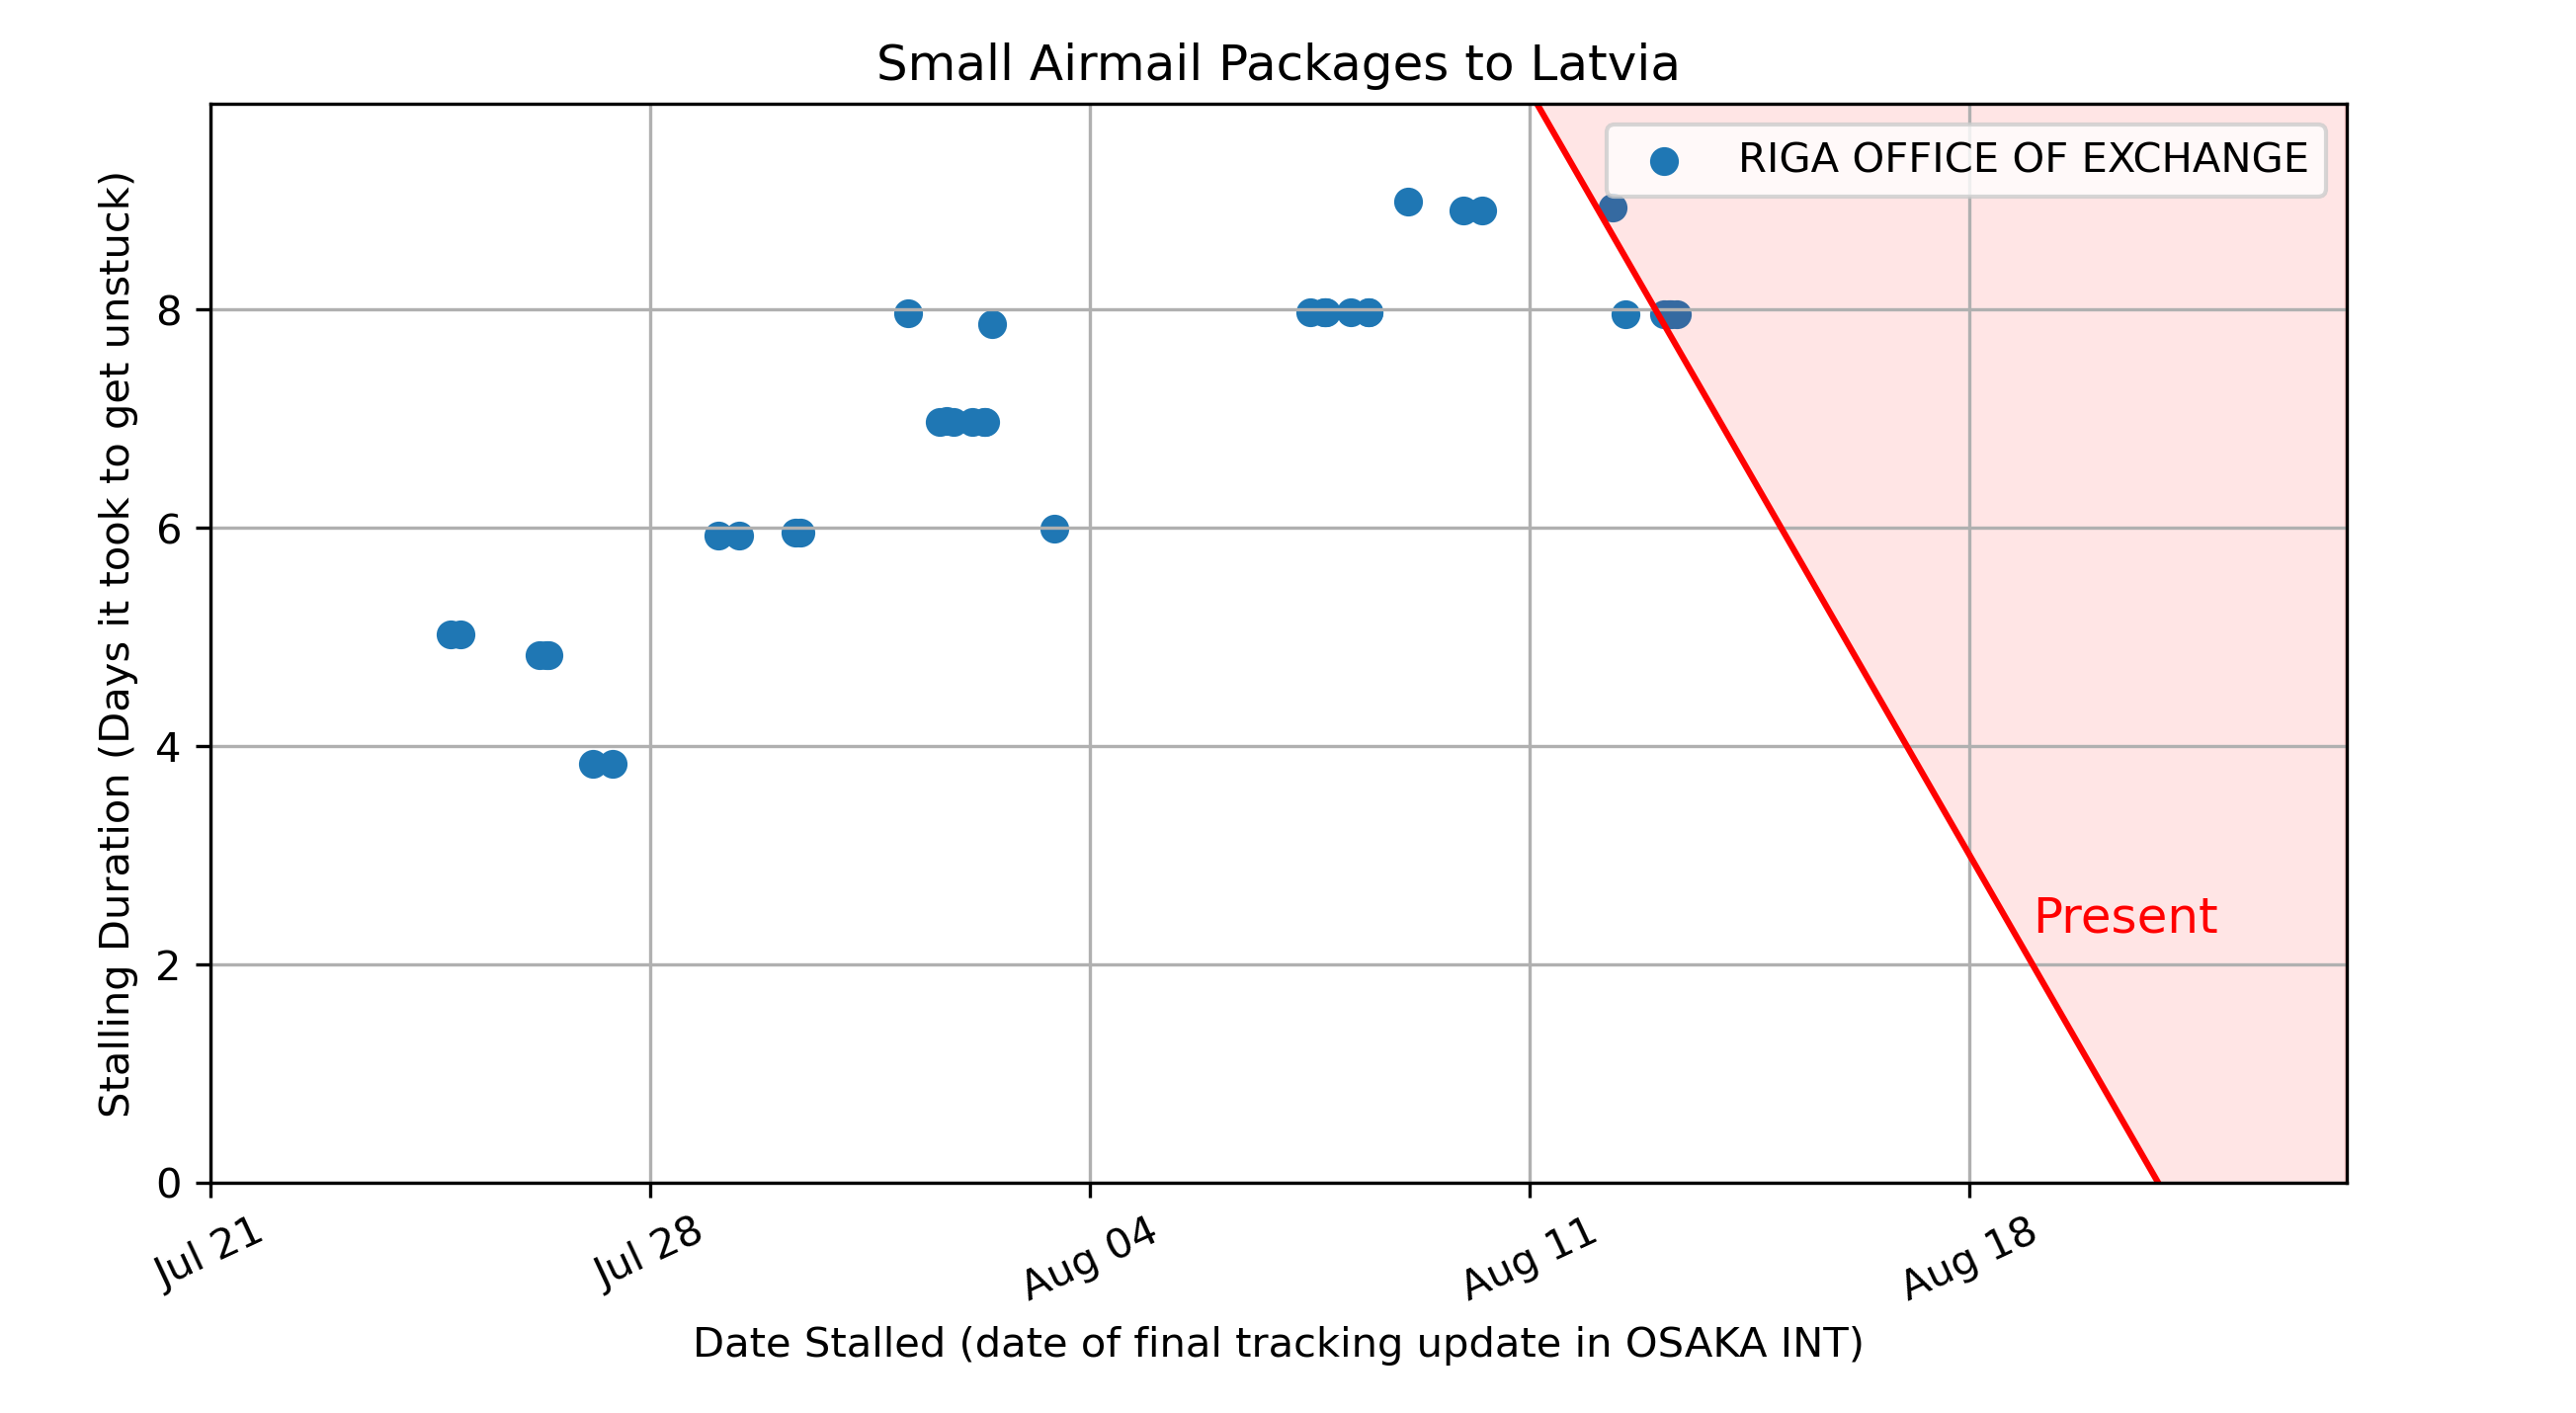 Small Airmail Packages to Latvia
RIGA OFFICE OF EXCHANGE
Stalling Duration (Days it took to get unstuck)
8
6
4
2
0
Present
Jul 21
Jul 28
Aug 04
Aug 11
Aug 18
Date Stalled (date of final tracking update in OSAKA INT)